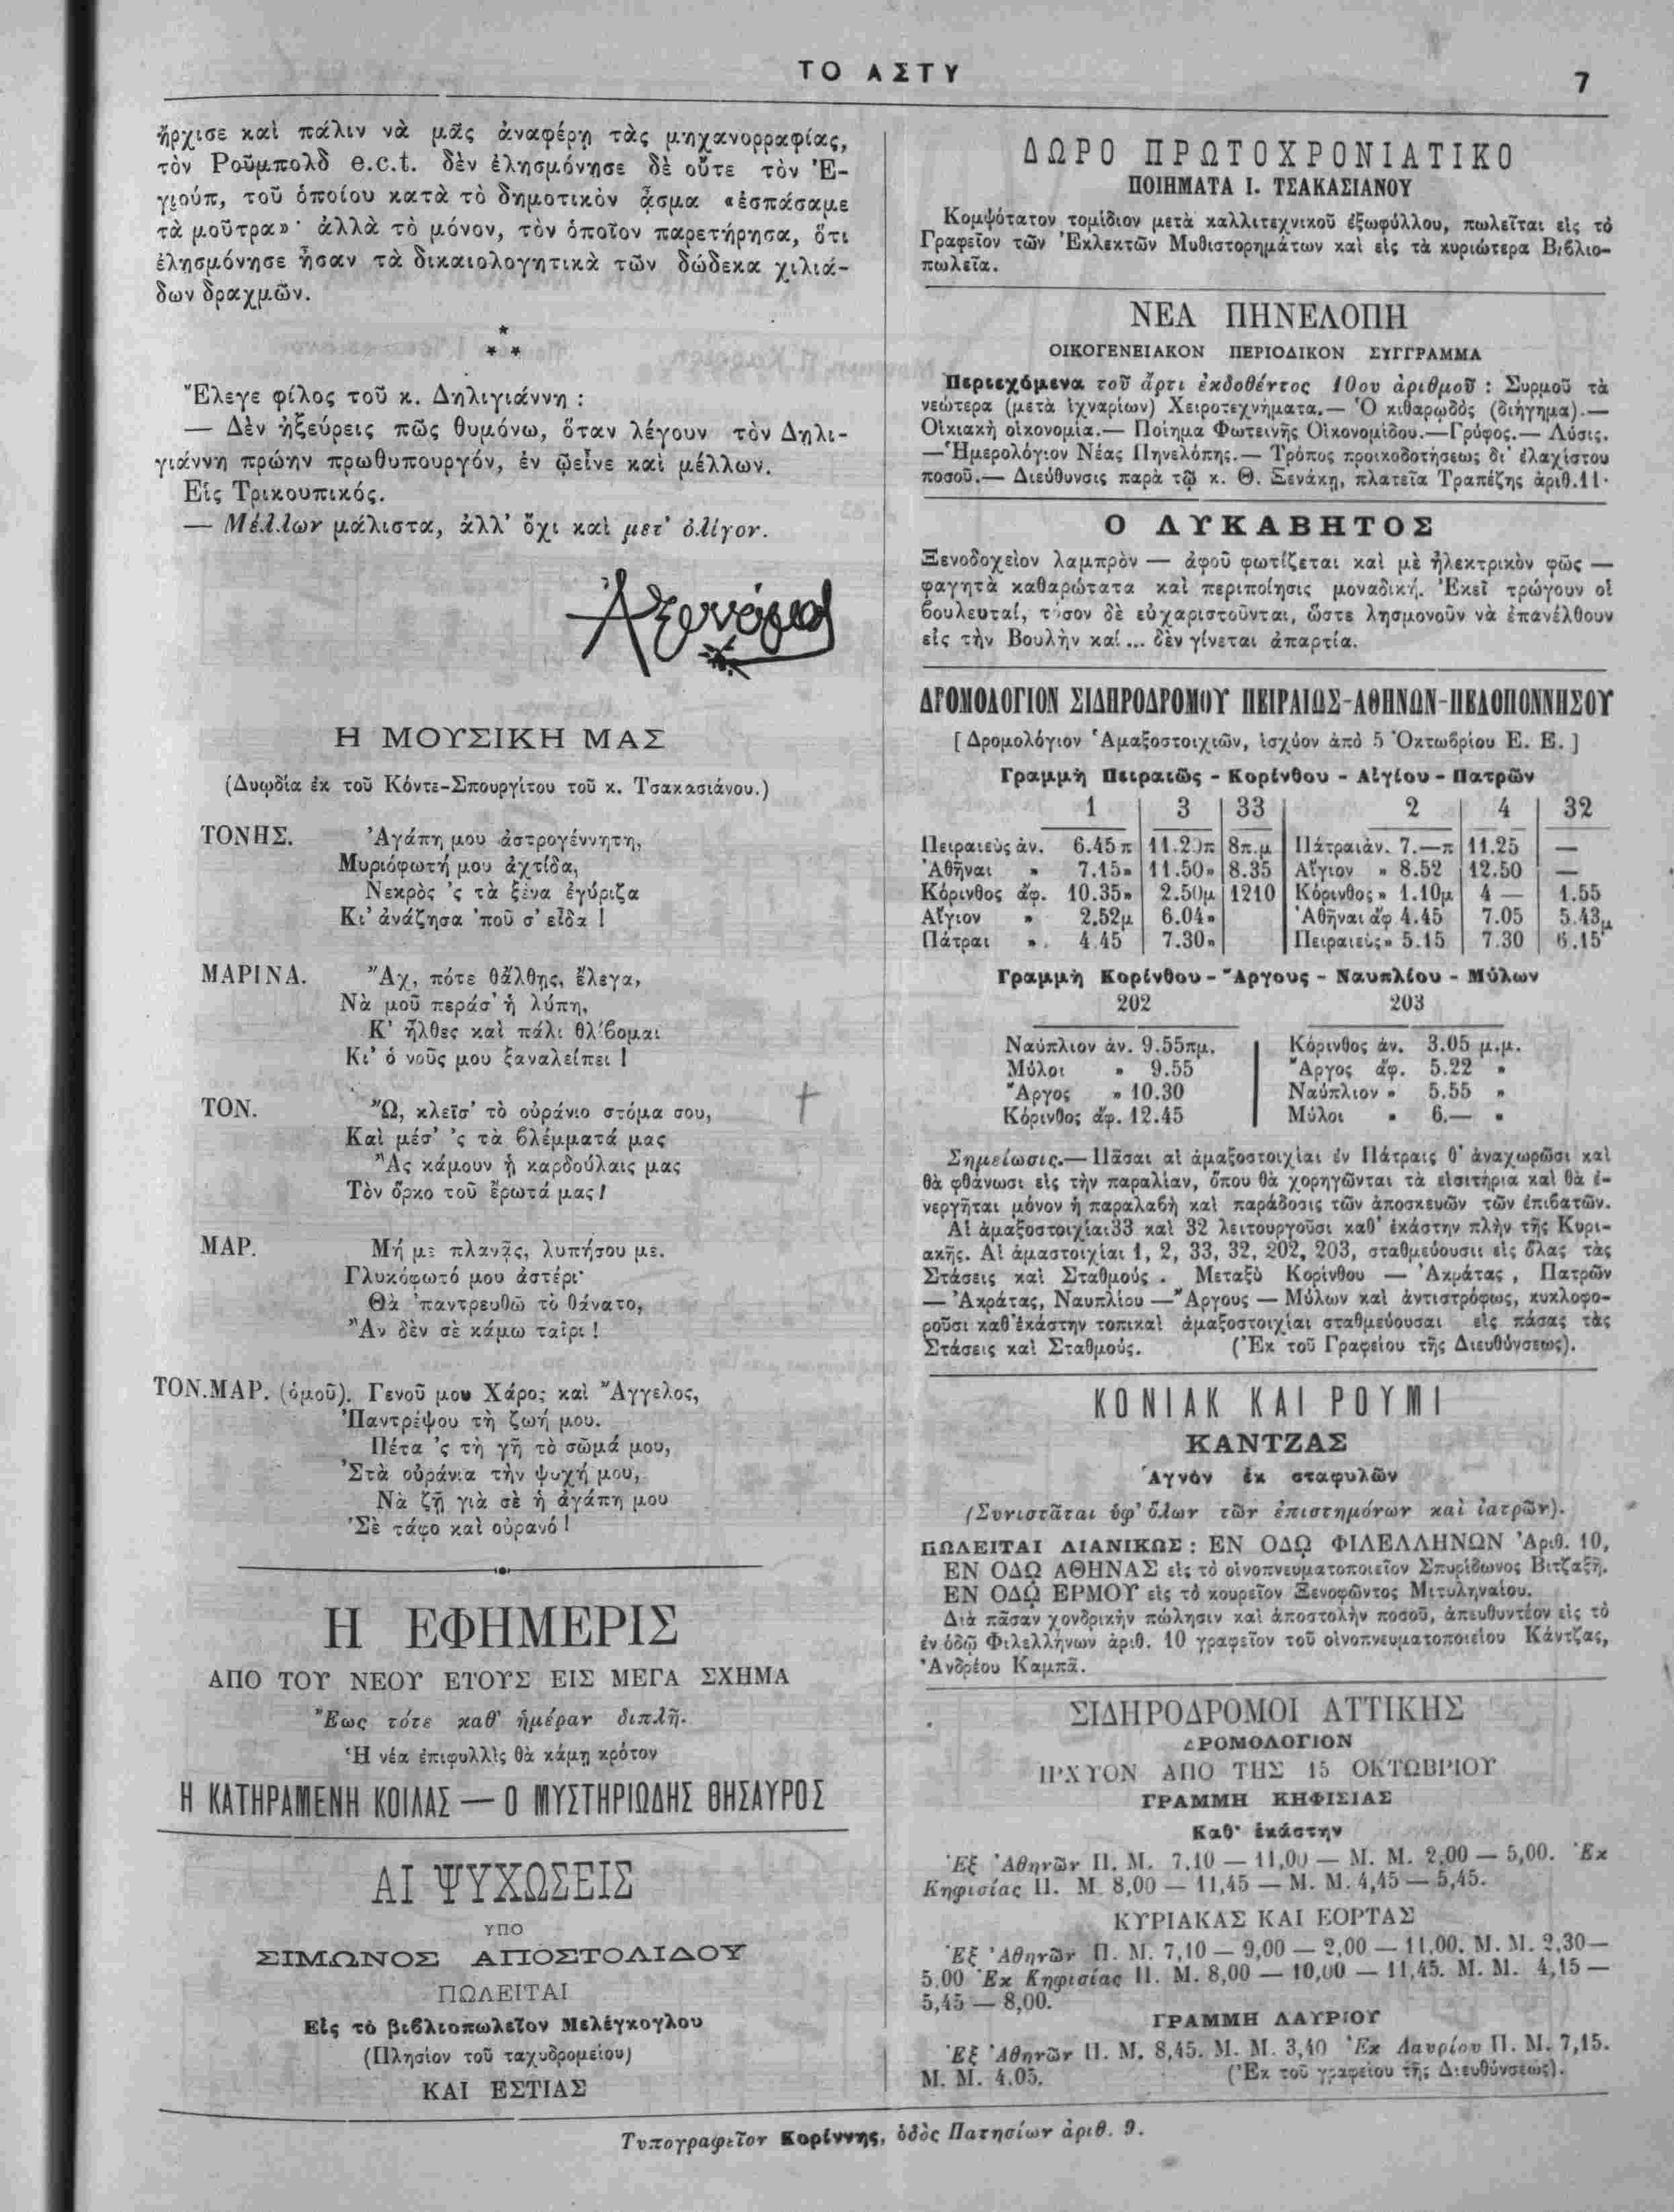 ΤΟ ΑΣΤΥ
7
ἤρχισε καὶ πάλιν νὰ μᾶς ἀναφέρῃ τὰς μηχανορραφίας,
τὸν Ροῦμπολδ e.c.t. δὲν ἐλησμόνησε δὲ οὔτε τὸν Ἐ-
γιούπ, τοῦ ὁποίου κατὰ τὸ δημοτικὸν ᾆσμα «ἐσπάσαμε
τὰ μοῦτρα»· ἀλλὰ τὸ μόνον, τὸν ὁποῖον παρετήρησα, ὅτι
ἐλησμόνησε ἦσαν τὰ δικαιολογητικὰ τῶν δώδεκα χιλιά-
δων δραχμῶν.
*
* *
Ἔλεγε φίλος τοῦ κ. Δηλιγιάννη :
— Δὲν ἠξεύρεις πῶς θυμόνω, ὅταν λέγουν τὸν Δηλι-
γιάννη πρώην πρωθυπουργόν, ἐν ᾧεἶνε καὶ μέλλων.
Εἷς Τρικουπικός.
— Μέλλων μάλιστα, ἀλλ' ὄχι καὶ μετ' ὀλίγον.
Η ΜΟΥΣΙΚΗ ΜΑΣ
(Δυωδία ἐκ τοῦ Κόντε-Σπουργίτου τοῦ κ. Τσακασιάνου.)
ΤΟΝΗΣ. Ἀγάπη μου ἀστρογέννητη,
Μυριόφωτή μου ἀχτίδα,
Νεκρὸς 'ς τὰ ξένα ἐγύριζα
Κι' ἀνάζησα 'ποῦ σ' εἶδα !
ΜΑΡΙΝΑ. Ἄχ, πότε θἄλθῃς, ἔλεγα,
Νὰ μοῦ περάσ' ἡ λύπη,
Κ' ἦλθες καὶ πάλι θλίβομαι
Κι' ὁ νοῦς μου ξαναλείπει !
ΤΟΝ. Ὤ, κλεῖσ' τὸ οὐράνιο στόμα σου,
Καὶ μέσ' 'ς τὰ βλέμματά μας
Ἂς κάμουν ἡ καρδούλαις μας
Τὸν ὅρκο τοῦ ἔρωτά μας!
ΜΑΡ. Μή με πλανᾷς, λυπήσου με.
Γλυκόφωτό μου ἀστέρι·
Θὰ 'παντρευθῶ τὸ θάνατο,
Ἂν δὲν σὲ κάμω ταῖρι !
ΤΟΝ.ΜΑΡ. (ὁμοῦ). Γενοῦ μου Χάρος καὶ Ἄγγελος,
Παντρέψου τὴ ζωή μου.
Πέτα 'ς τὴ γῆ τὸ σῶμά μου,
Στὰ οὐράνια τὴν ψυχή μου,
Νὰ ζῇ γιὰ σὲ ἡ ἀγάπη μου
Σὲ τάφο καὶ οὐρανό !
Η ΕΦΗΜΕΡΙΣ
ΑΠΟ ΤΟΥ ΝΕΟΥ ΕΤΟΥΣ ΕΙΣ ΜΕΓΑ ΣΧΗΜΑ
Ἕως τότε καθ' ἡμέραν διπλῆ.
Ἡ νέα ἐπιφυλλὶς θὰ κάμῃ κρότον
Η ΚΑΤΗΡΑΜΕΝΗ ΚΟΙΛΑΣ — Ο ΜΥΣΤΗΡΙΩΔΗΣ ΘΗΣΑΥΡΟΣ
ΑΙ ΨΥΧΩΣΕΙΣ
ΥΠΟ
ΣΙΜΩΝΟΣ ΑΠΟΣΤΟΛΙΔΟΥ
ΠΩΛΕΙΤΑΙ
Εἰς τὸ βιβλιοπωλεῖον Μελέγκογλου
(Πλησίον τοῦ ταχυδρομείου)
ΚΑΙ ΕΣΤΙΑΣ
ΔΩΡΟ ΠΡΩΤΟΧΡΟΝΙΑΤΙΚΟ
ΠΟΙΗΜΑΤΑ Ι. ΤΣΑΚΑΣΙΑΝΟΥ
Κομψότατον τομίδιον μετὰ καλλιτεχνικοῦ ἐξωφύλλου, πωλεῖται εἰς τὸ
Γραφεῖον τῶν Ἐκλεκτῶν Μυθιστορημάτων καὶ εἰς τὰ κυριώτερα Βιβλιο-
πωλεῖα.
ΝΕΑ ΠΗΝΕΛΟΠΗ
ΟΙΚΟΓΕΝΕΙΑΚΟΝ ΠΕΡΙΟΔΙΚΟΝ ΣΥΓΓΡΑΜΜΑ
Περιεχόμενα τοῦ ἄρτι ἐκδοθέντος 10ου ἀριθμοῦ : Συρμοῦ τὰ
νεώτερα (μετὰ ἰχναρίων) Χειροτεχνήματα.— Ὁ κιθαρῳδὸς (διήγημα).—
Οἰκιακὴ οἰκονομία.— Ποίημα Φωτεινῆς Οἰκονομίδου.—Γρύφος.— Λύσις.
—Ἡμερολόγιον Νέας Πηνελόπης.— Τρόπος προικοδοτήσεως δι' ἐλαχίστου
ποσοῦ.— Διεύθυνσις παρὰ τῷ κ. Θ. Ξενάκῃ, πλατεῖα Τραπέζης ἀριθ.11·
Ο ΛΥΚΑΒΗΤΟΣ
Ξενοδοχεῖον λαμπρὸν — ἀφοῦ φωτίζεται καὶ μὲ ἠλεκτρικὸν φῶς —
φαγητὰ καθαρώτατα καὶ περιποίησις μοναδική. Ἐκεῖ τρώγουν οἱ
βουλευταί, τόσον δὲ εὐχαριστοῦνται, ὥστε λησμονοῦν νὰ ἐπανέλθουν
εἰς τὴν Βουλὴν καί ... δὲν γίνεται ἀπαρτία.
ΔΡΟΜΟΛΟΓΙΟΝ ΣΙΔΗΡΟΔΡΟΜΟΥ ΠΕΙΡΑΙΩΣ-ΑΘΗΝΩΝ-ΠΕΛΟΠΟΝΝΗΣΟΥ
[Δρομολόγιον Ἁμαξοστοιχιῶν, ἰσχύον ἀπὸ 5 Ὀκτωβρίου Ε. Ε.]
Γραμμὴ Πειραιῶς - Κορίνθου - Αἰγίου - Πατρῶν
1 3 33 2 4 32
Πειραιεὺς ἀν. 6.45π 11.20π 8π.μ Πάτραιἀν. 7.—π 11.25 —
Ἀθῆναι » 7.15» 11.50» 8.35 Αἴγιον » 8.52 12.50 —
Κόρινθος ἀφ. 10.35» 2.50μ 1210 Κόρινθος» 1.10μ 4 — 1.55
Αἴγιον » 2.52μ 6.04» Ἀθῆναι ἀφ 4.45 7.05 5.43μ
Πάτραι » 4.45 7.30» Πειραιεύς» 5.15 7.30 6.15
Γραμμὴ Κορίνθου - Ἄργους - Ναυπλίου - Μύλων
202 203
Ναύπλιον ἀν. 9.55πμ. Κόρινθος ἀν. 3.05 μ.μ.
Μύλοι » 9.55 Ἄργος ἀφ. 5.22 »
Ἄργος » 10.30 Ναύπλιον » 5.55 »
Κόρινθος ἀφ. 12.45 Μύλοι » 6.— »
Σημείωσις.— Πᾶσαι αἱ ἁμαξοστοιχίαι ἐν Πάτραις θ' ἀναχωρῶσι καὶ
θὰ φθάνωσι εἰς τὴν παραλίαν, ὅπου θὰ χορηγῶνται τὰ εἰσιτήρια καὶ θὰ ἐ-
νεργῆται μόνον ἡ παραλαβὴ καὶ παράδοσις τῶν ἀποσκευῶν τῶν ἐπιβατῶν.
Αἱ ἁμαξοστοιχίαι33 καὶ 32 λειτουργοῦσι καθ' ἑκάστην πλὴν τῆς Κυρι-
ακῆς. Αἱ ἁμαστοιχίαι 1, 2, 33, 32, 202, 203, σταθμεύουσιι εἰς ὅλας τὰς
Στάσεις καὶ Σταθμούς . Μεταξὺ Κορίνθου — Ἀκράτας , Πατρῶν
— Ἀκράτας, Ναυπλίου —Ἄργους — Μύλων καὶ ἀντιστρόφως, κυκλοφο-
ροῦσι καθ'ἑκάστην τοπικαὶ ἁμαξοστοιχίαι σταθμεύουσαι εἰς πάσας τὰς
Στάσεις καὶ Σταθμούς. (Ἐκ τοῦ Γραφείου τῆς Διευθύνσεως).
ΚΟΝΙΑΚ ΚΑΙ ΡΟΥΜΙ
ΚΑΝΤΖΑΣ
Ἁγνὸν ἐκ σταφυλῶν
(Συνιστᾶται ὑφ' ὅλων τῶν ἐπιστημόνων καὶ ἰατρῶν).
ΠΩΛΕΙΤΑΙ ΛΙΑΝΙΚΩΣ : ΕΝ ΟΔῼ ΦΙΛΕΛΛΗΝΩΝ Ἀριθ. 10,
ΕΝ ΟΔῼ ΑΘΗΝΑΣ εἰς τὸ οἰνοπνευματοποιεῖον Σπυρίδωνος Βιτζαξῆ.
ΕΝ ΟΔῼ ΕΡΜΟΥ εἰς τὸ κουρεῖον Ξενοφῶντος Μιτυληναίου.
Διὰ πᾶσαν χονδρικὴν πώλησιν καὶ ἀποστολὴν ποσοῦ, ἀπευθυντέον εἰς τὸ
ἐν ὁδῷ Φιλελλήνων ἀριθ. 10 γραφεῖον τοῦ οἰνοπνευματοποιείου Κάντζας,
Ἀνδρέου Καμπᾶ.
ΣΙΔΗΡΟΔΡΟΜΟΙ ΑΤΤΙΚΗΣ
ΔΡΟΜΟΛΟΓΙΟΝ
ΙΣΧΥΟΝ ΑΠΟ ΤΗΣ 15 ΟΚΤΩΒΡΙΟΥ
ΓΡΑΜΜΗ ΚΗΦΙΣΙΑΣ
Καθ' ἑκάστην
Ἐξ Ἀθηνῶν Π. Μ. 7.10 — 11,00 — Μ. Μ. 2,00 — 5,00. Ἐκ
Κηφισίας Π. Μ. 8,00 — 11,45 — Μ. Μ. 4,45 — 5,45.
ΚΥΡΙΑΚΑΣ ΚΑΙ ΕΟΡΤΑΣ
Ἐξ Ἀθηνῶν Π. Μ. 7,10 — 9,00 — 2,00 — 11,00. Μ. Μ. 2,30—
5,00 Ἐκ Κηφισίας Π. Μ. 8,00 — 10,00 — 11,45. Μ. Μ. 4,15 —
5,45 — 8,00.
ΓΡΑΜΜΗ ΛΑΥΡΙΟΥ
Ἐξ Ἀθηνῶν Π. Μ. 8,45. Μ. Μ. 3,40 Ἐκ Λαυρίου Π. Μ. 7,15.
Μ. Μ. 4.05. (Ἐκ τοῦ γραφείου τῆς Διευθύνσεως).
Τυπογραφεῖον Κορίννης, ὁδὸς Πατησίων ἀριθ. 9.